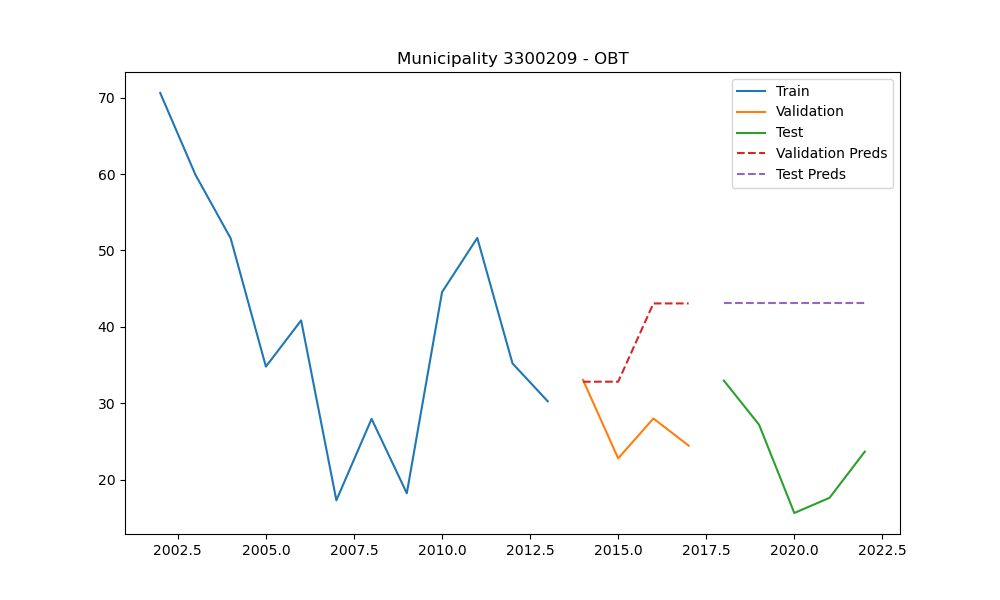 Municipality 3300209 - OBT
Train
Validation
Test
Validation Preds
Test Preds
70
60
50
40
30
20
2002.5 2005.0 2007.5 2010.0 2012.5 2015.0 2017.5 2020.0 2022.5